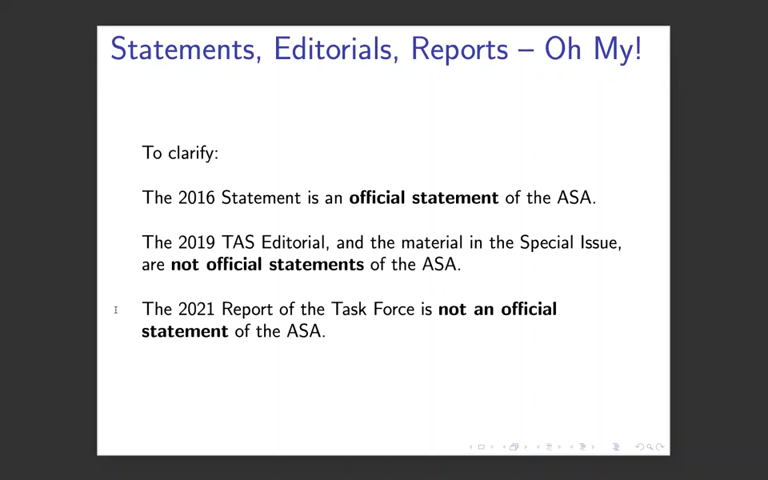 Statements, Editorials, Reports – Oh My!
To clarify:
The 2016 Statement is an official statement of the ASA.
The 2019 TAS Editorial, and the material in the Special Issue,
are not official statements of the ASA.
The 2021 Report of the Task Force is not an official
statement of the ASA.